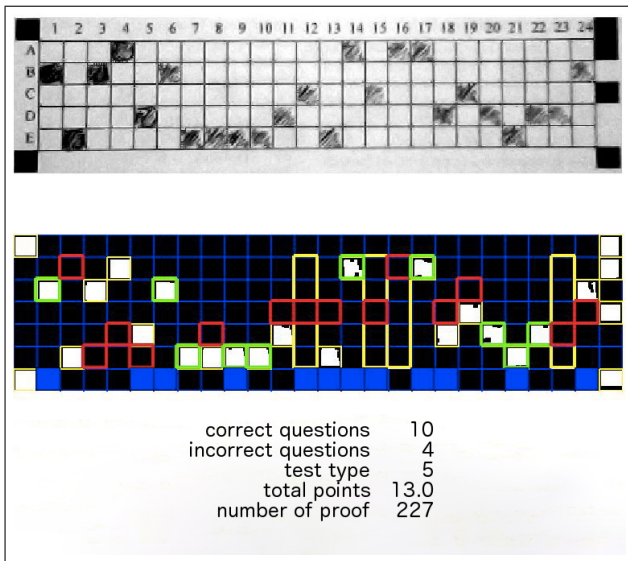 1 2 3 4 5 6 7 8 9 10 11 12 13 14 15 16 17 18 19 20 21 22 23 24
A
B
C
D
E
correct questions 10
incorrect questions 4
test type 5
total points 13.0
number of proof 227